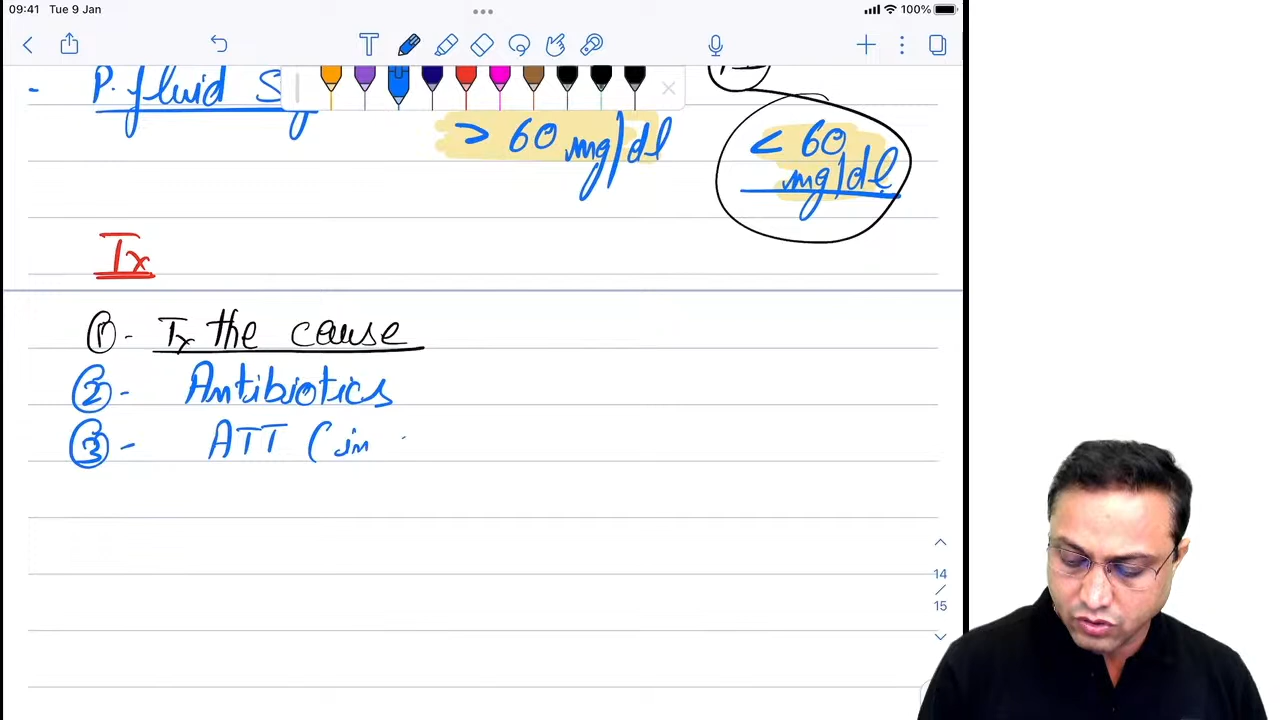 09:41 Tue 9 Jan
100%
T
- P. fluid S
> 60 mg/dl
< 60
mg/dl
Tx
① - Tx the cause
② - Antibiotics
③ - ATT (in
14
/
15